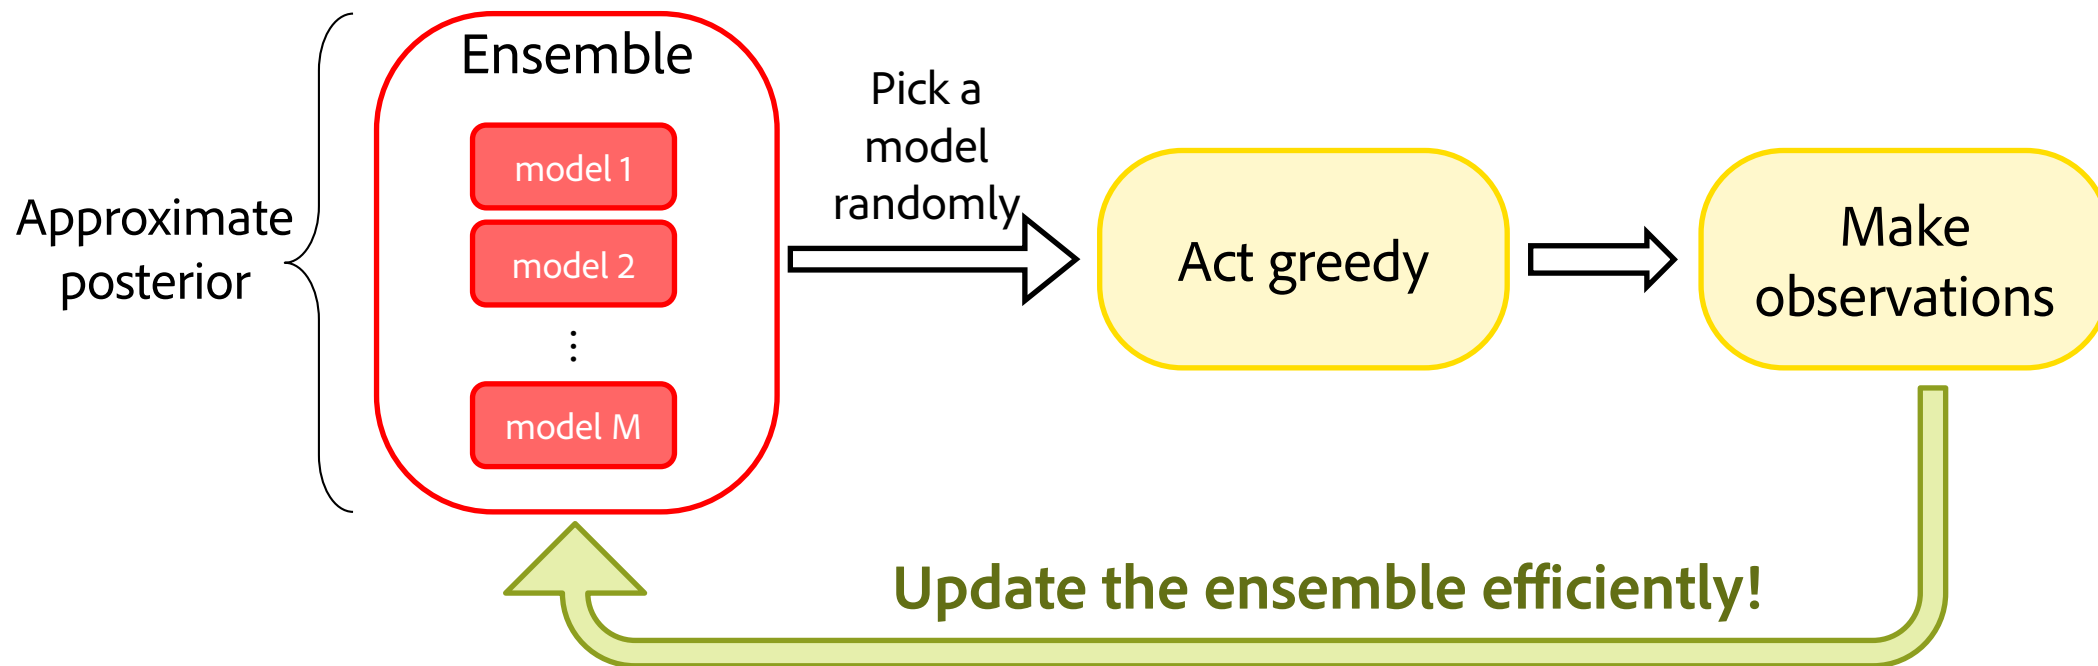 Approximate
posterior
Ensemble
model 1
model 2
⋮
model M
Pick a
model
randomly
Act greedy
Make
observations
Update the ensemble efficiently!